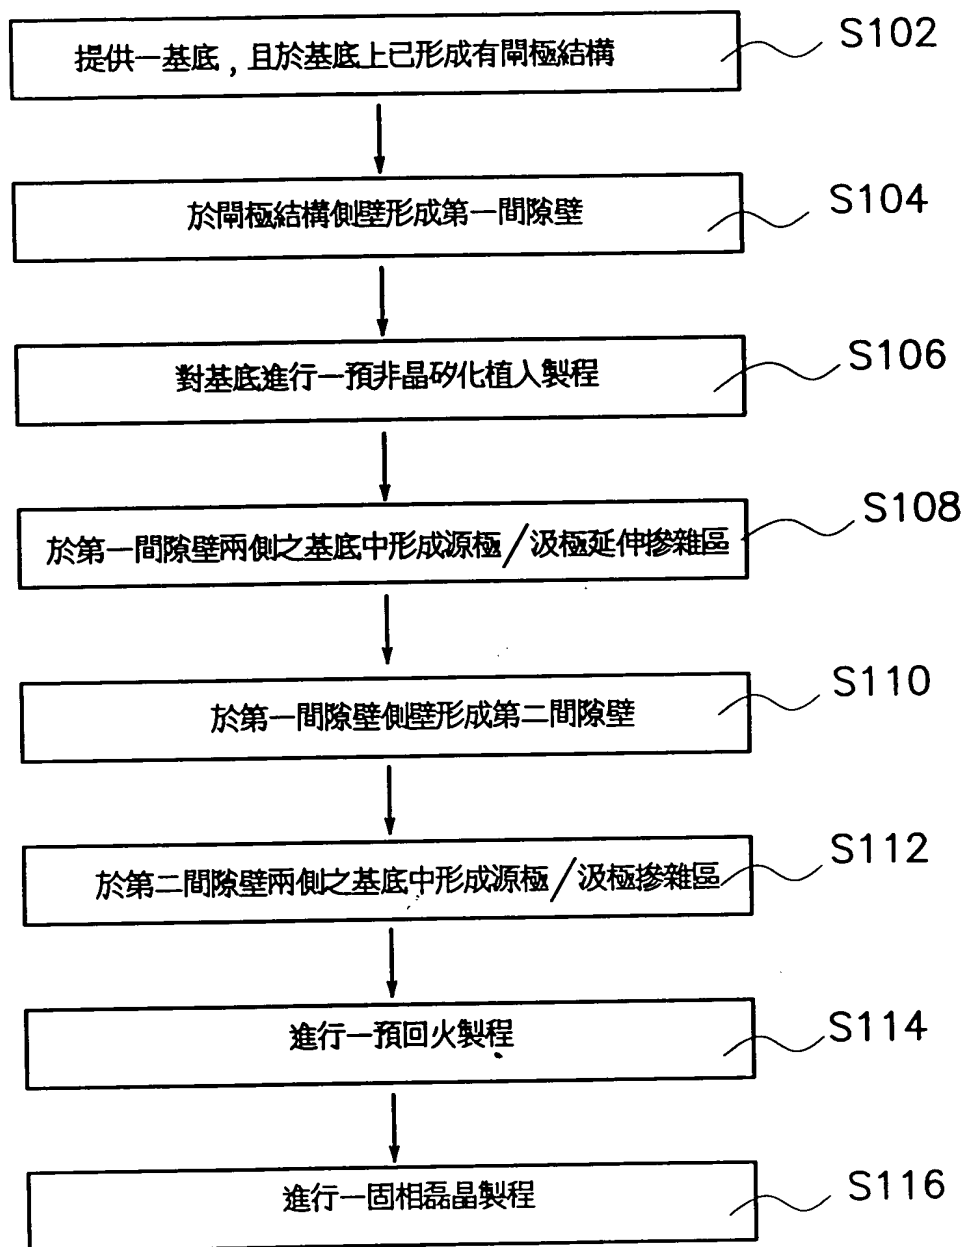 提供一基底，且於基底上已形成有閘極結構 S102
於閘極結構側壁形成第一間隙壁 S104
對基底進行一預非晶矽化植入製程 S106
於第一間隙壁兩側之基底中形成源極/汲極延伸摻雜區 S108
於第一間隙壁側壁形成第二間隙壁 S110
於第二間隙壁兩側之基底中形成源極/汲極摻雜區 S112
進行一預回火製程 S114
進行一固相磊晶製程 S116